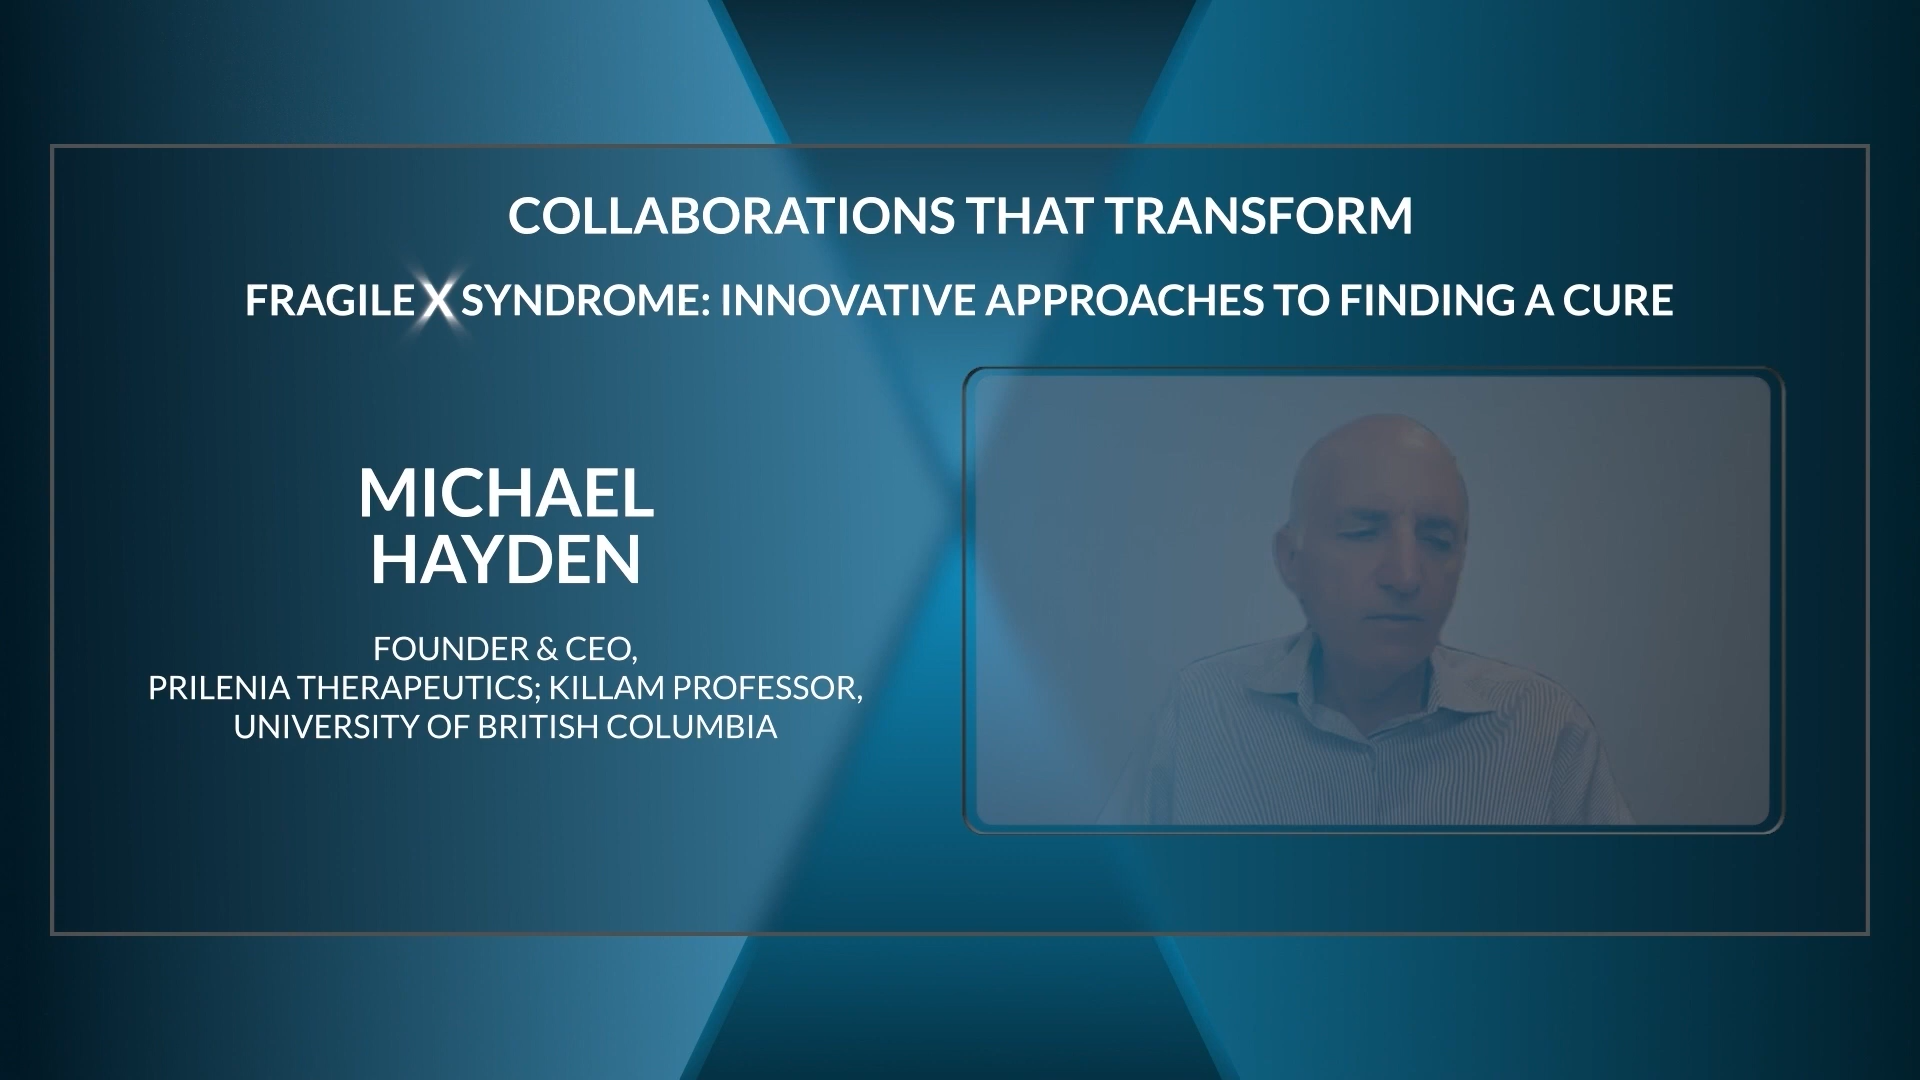 COLLABORATIONS THAT TRANSFORM
FRAGILE X SYNDROME: INNOVATIVE APPROACHES TO FINDING A CURE
MICHAEL
HAYDEN
FOUNDER & CEO,
PRILENIA THERAPEUTICS; KILLAM PROFESSOR,
UNIVERSITY OF BRITISH COLUMBIA